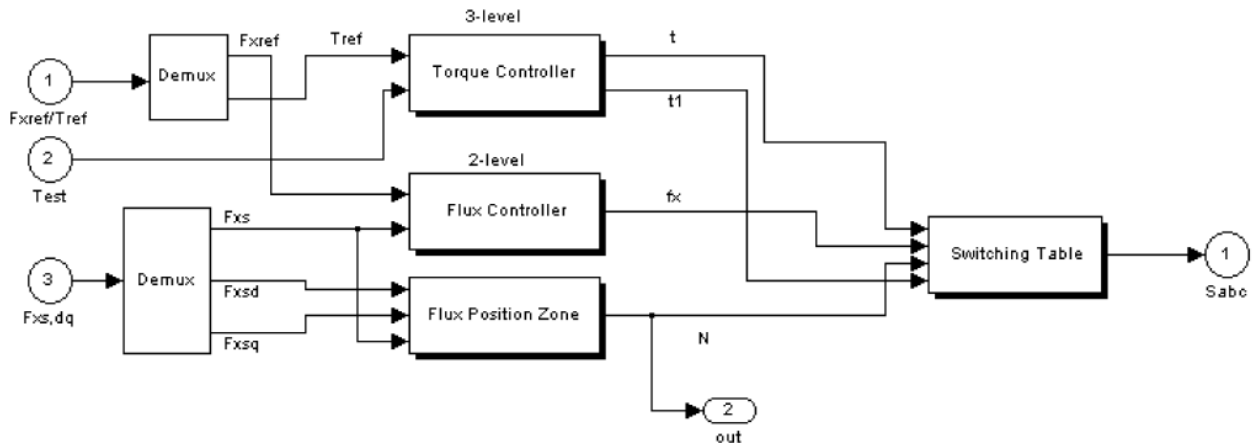 3-level
Fxref
Tref
t
1
Demux
Torque Controller
Fxref/Tref
t1
2
Test
2-level
Fxs
Flux Controller
fx
Switching Table
1
Sabc
3
Demux
Fxsd
Flux Position Zone
Fxs,dq
Fxsq
N
2
out